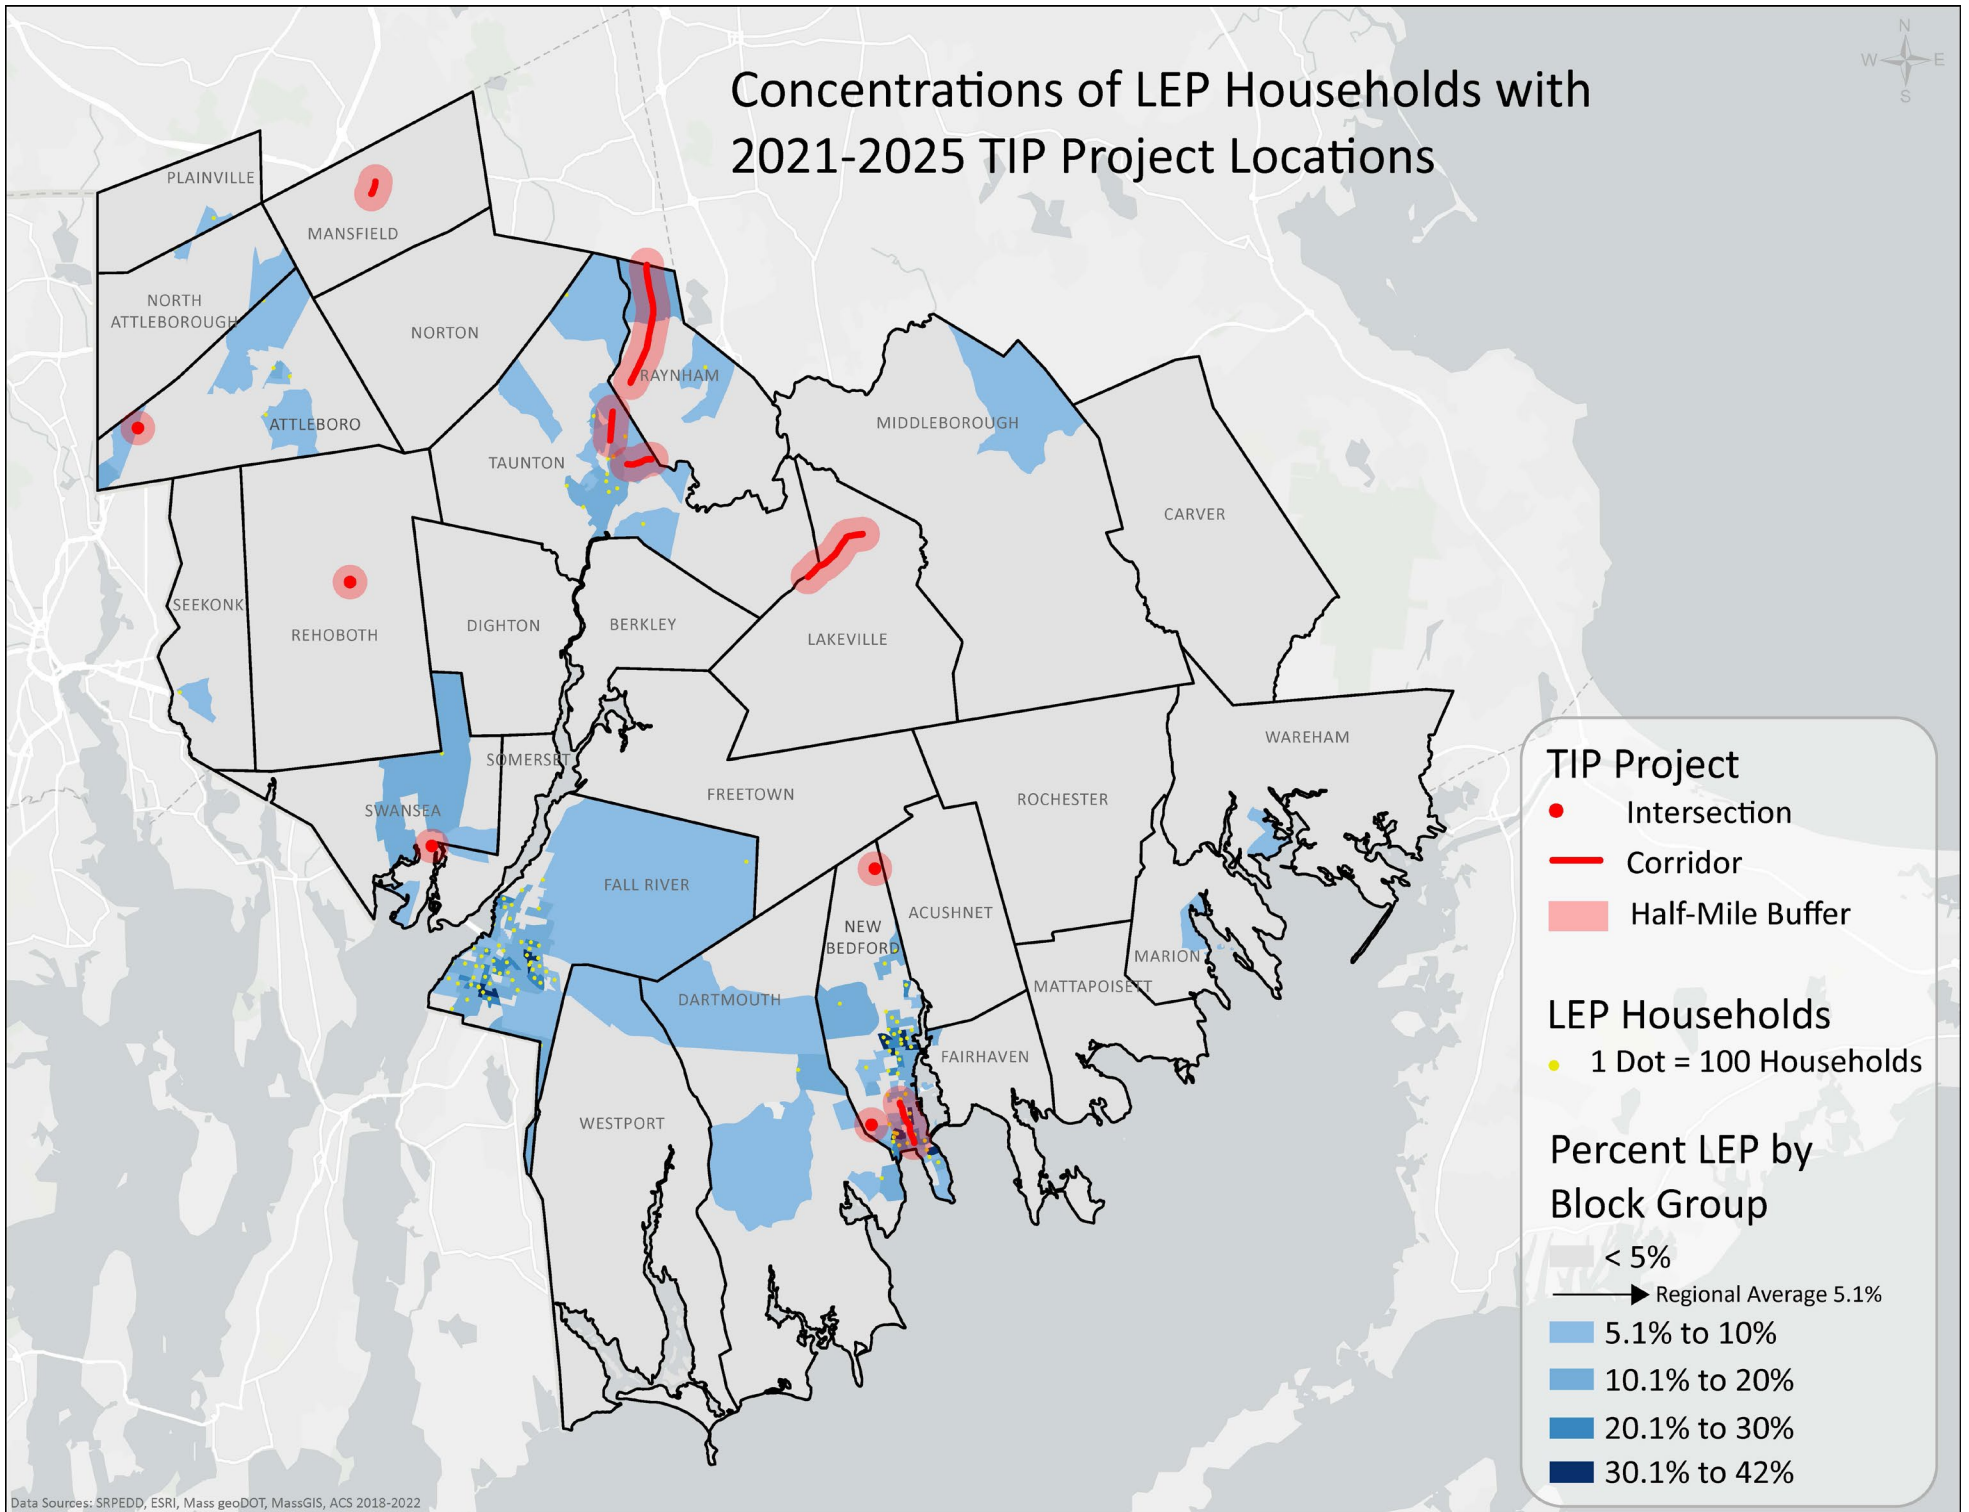 Concentrations of LEP Households with
2021-2025 TIP Project Locations
N
W
E
S
PLAINVILLE
MANSFIELD
NORTH
ATTLEBOROUGH
NORTON
RAYNHAM
ATTLEBORO
MIDDLEBOROUGH
TAUNTON
CARVER
SEEKONK
REHOBOTH
DIGHTON
BERKLEY
LAKEVILLE
WAREHAM
SOMERSET
FREETOWN
ROCHESTER
SWANSEA
FALL RIVER
ACUSHNET
NEW
BEDFORD
MARION
DARTMOUTH
MATTAPOISETT
FAIRHAVEN
WESTPORT
TIP Project
Intersection
Corridor
Half-Mile Buffer
LEP Households
1 Dot = 100 Households
Percent LEP by
Block Group
< 5%
Regional Average 5.1%
5.1% to 10%
10.1% to 20%
20.1% to 30%
30.1% to 42%
Data Sources: SRPEDD, ESRI, Mass geoDOT, MassGIS, ACS 2018-2022